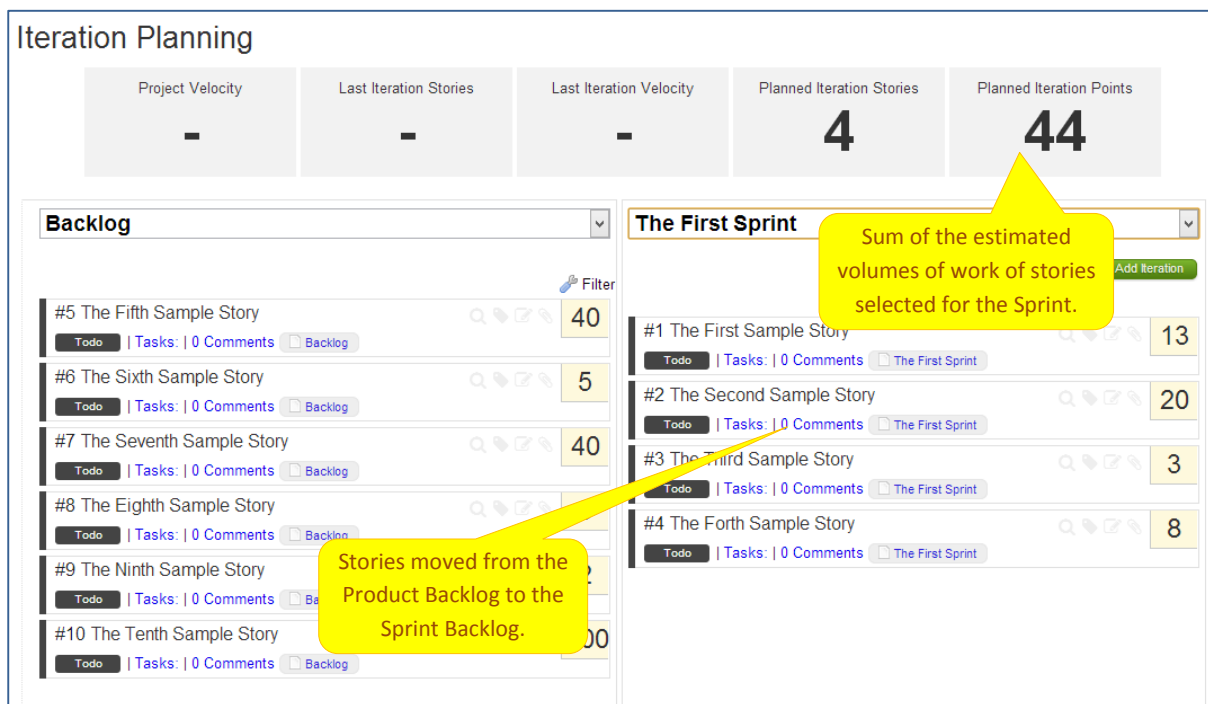 Iteration Planning
Project Velocity
-
Last Iteration Stories
-
Last Iteration Velocity
-
Planned Iteration Stories
4
Planned Iteration Points
44
Backlog
Filter
#5 The Fifth Sample Story
40
Todo | Tasks: | 0 Comments Backlog
#6 The Sixth Sample Story
5
Todo | Tasks: | 0 Comments Backlog
#7 The Seventh Sample Story
40
Todo | Tasks: | 0 Comments Backlog
#8 The Eighth Sample Story
Todo | Tasks: | 0 Comments Backlog
#9 The Ninth Sample Story
Todo | Tasks: | 0 Comments
#10 The Tenth Sample Story
Todo | Tasks: | 0 Comments Backlog
Stories moved from the
Product Backlog to the
Sprint Backlog.
The First Sprint
Add Iteration
Sum of the estimated
volumes of work of stories
selected for the Sprint.
#1 The First Sample Story
13
Todo | Tasks: | 0 Comments The First Sprint
#2 The Second Sample Story
20
Todo | Tasks: | 0 Comments The First Sprint
#3 The Third Sample Story
3
Todo | Tasks: | 0 Comments The First Sprint
#4 The Forth Sample Story
8
Todo | Tasks: | 0 Comments The First Sprint